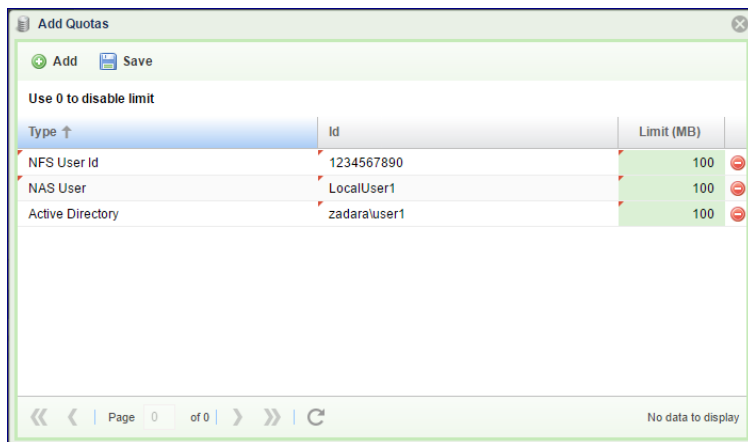 Add Quotas
Add Save
Use 0 to disable limit
Type Id Limit (MB)
NFS User Id 1234567890 100
NAS User LocalUser1 100
Active Directory zadara\user1 100
Page 0 of 0 No data to display